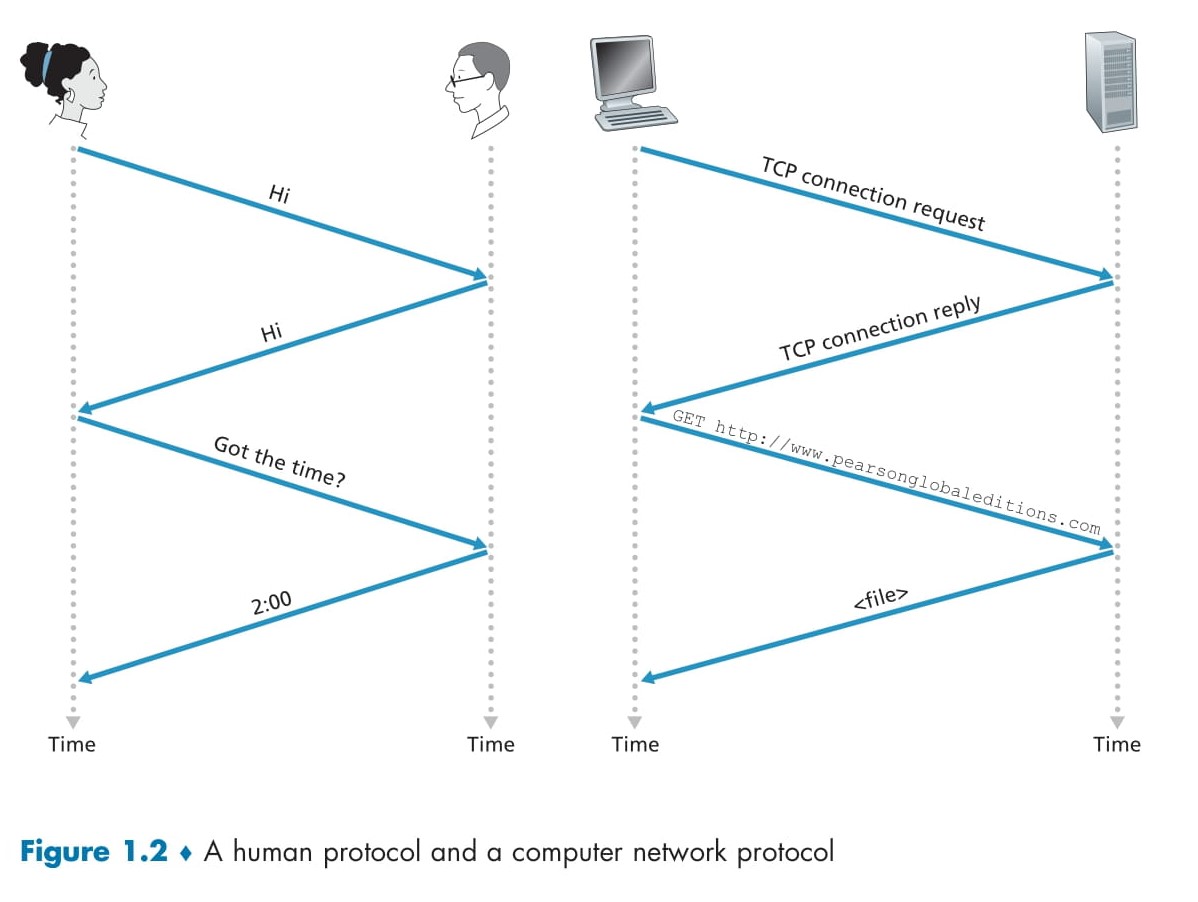 Hi
Hi
Got the time?
2:00
Time
Time
TCP connection request
TCP connection reply
GET http://www.pearsonglobaleditions.com
<file>
Time
Time
Figure 1.2 ♦ A human protocol and a computer network protocol